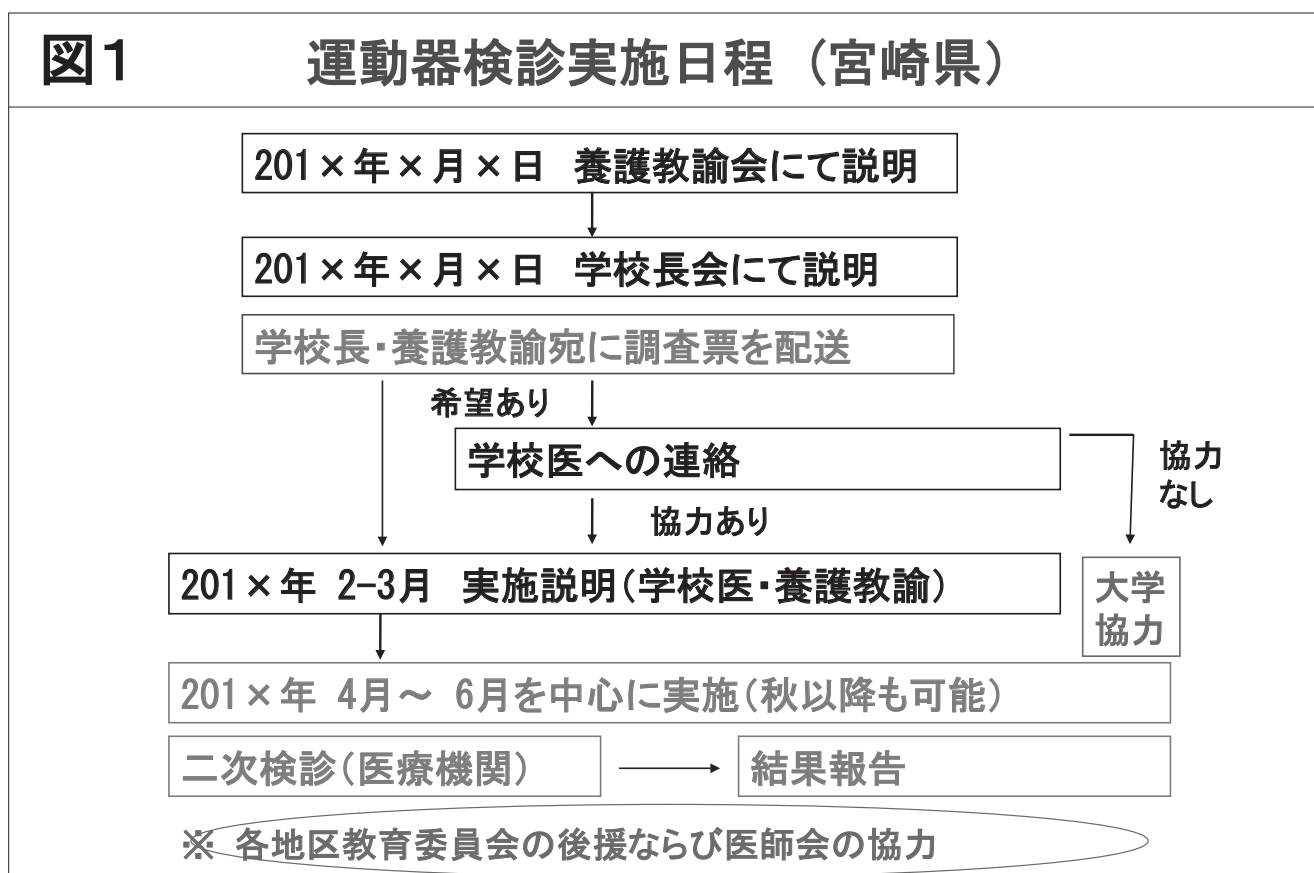 図1 運動器検診実施日程（宮崎県）
201×年×月×日 養護教諭会にて説明
201×年×月×日 学校長会にて説明
学校長・養護教諭宛に調査票を配送
希望あり
学校医への連絡
協力
なし
協力あり
201×年 2-3月 実施説明（学校医・養護教諭）
大学
協力
201×年 4月～ 6月を中心に実施（秋以降も可能）
二次検診（医療機関）
結果報告
※ 各地区教育委員会の後援ならび医師会の協力